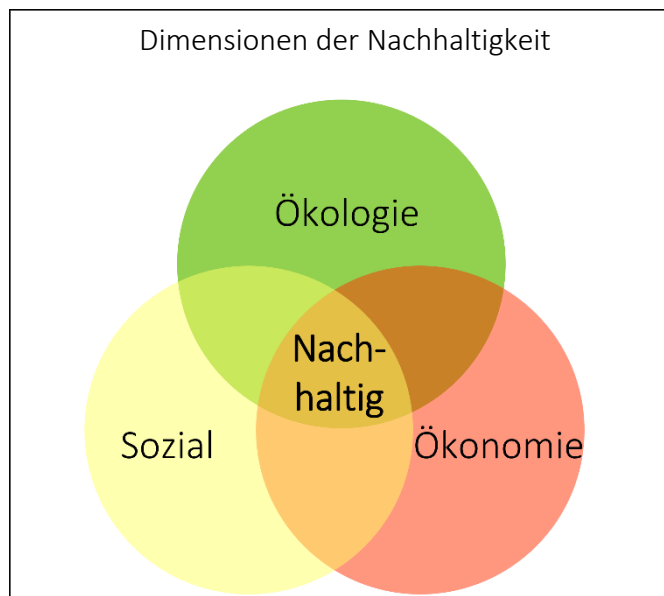 Dimensionen der Nachhaltigkeit
Ökologie
Nach-
haltig
Sozial
Ökonomie